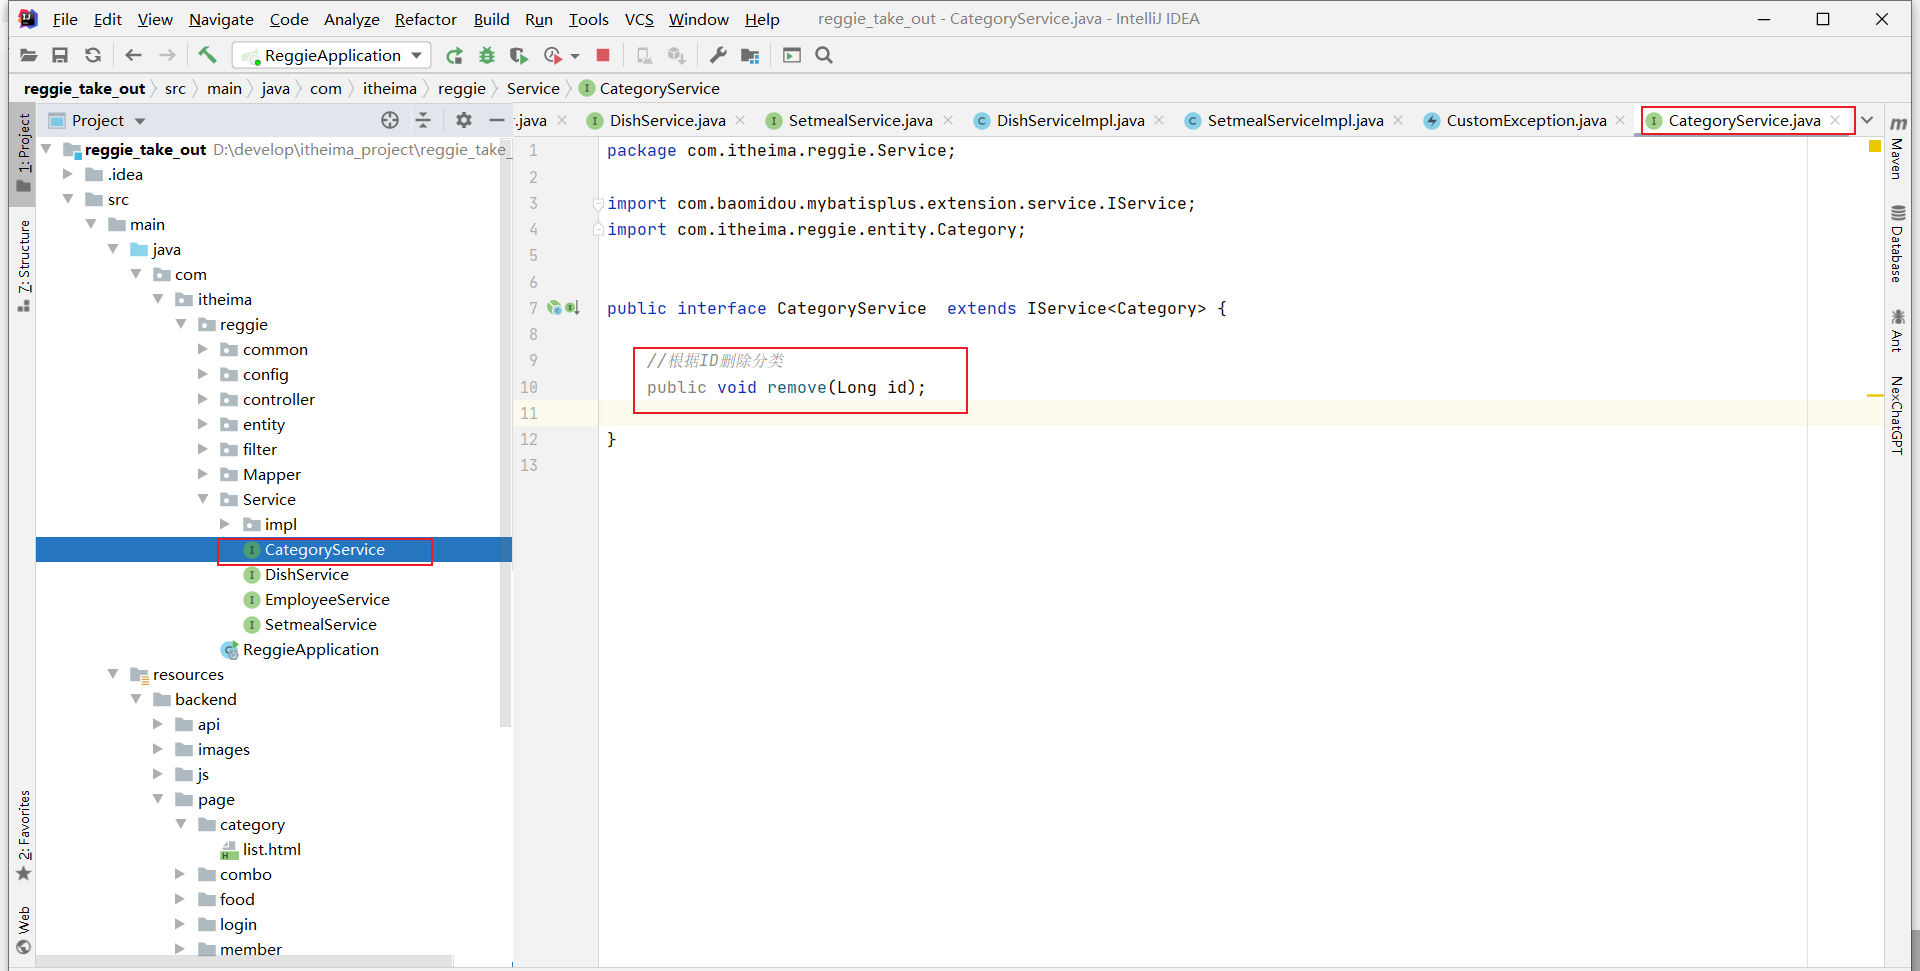 File Edit View Navigate Code Analyze Refactor Build Run Tools VCS Window Help reggie_take_out - CategoryService.java - IntelliJ IDEA
ReggieApplication
reggie_take_out src main java com itheima reggie Service CategoryService
Project
.java DishService.java SetmealService.java DishServiceImpl.java SetmealServiceImpl.java CustomException.java CategoryService.java
reggie_take_out D:\develop\itheima_project\reggie_take_
.idea
src
main
java
com
itheima
reggie
common
config
controller
entity
filter
Mapper
Service
impl
CategoryService
DishService
EmployeeService
SetmealService
ReggieApplication
resources
backend
api
images
js
page
category
list.html
combo
food
login
member
1 package com.itheima.reggie.Service;
2
3 import com.baomidou.mybatisplus.extension.service.IService;
4 import com.itheima.reggie.entity.Category;
5
6
7 public interface CategoryService  extends IService<Category> {
8
9 //根据ID删除分类
10 public void remove(Long id);
11
12 }
13
1: Project
7: Structure
2: Favorites
Web
Maven
Database
Ant
NexChatGPT